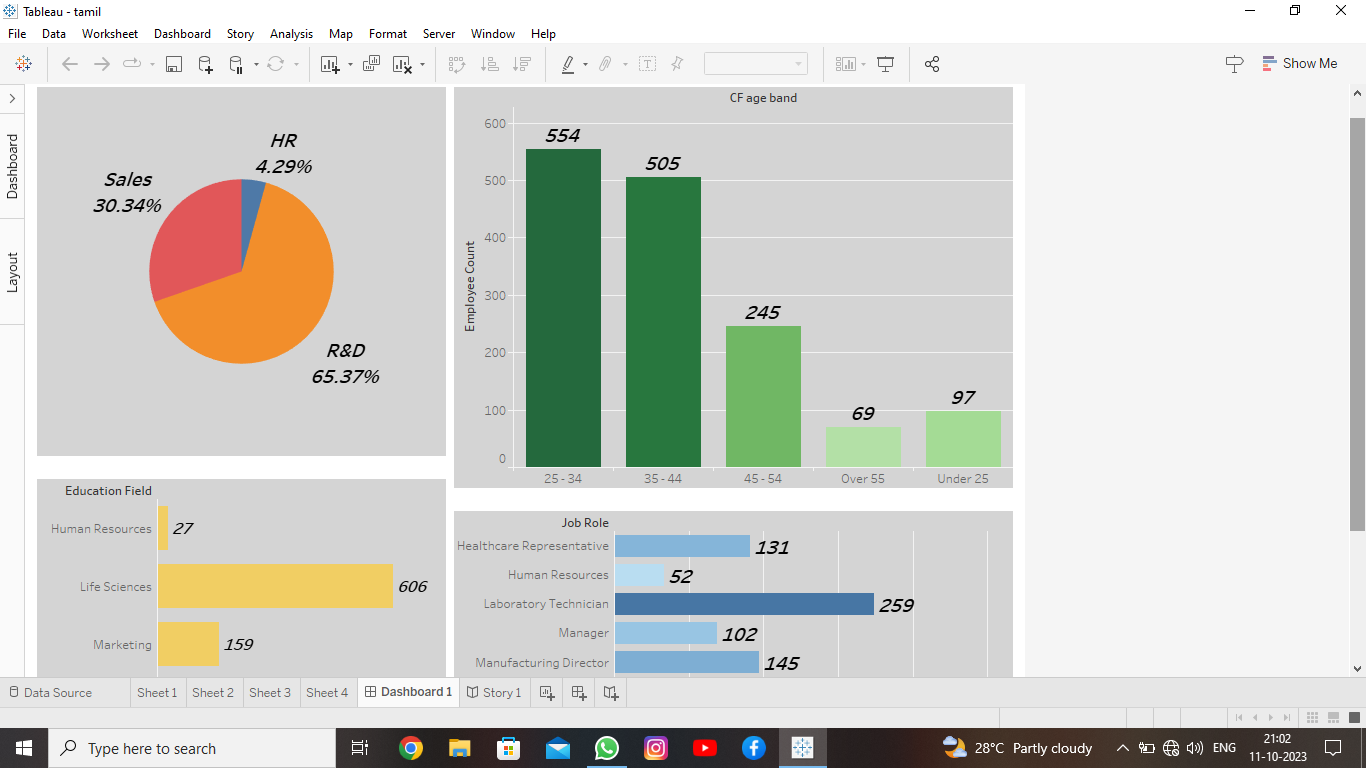 Tableau - tamil
File Data Worksheet Dashboard Story Analysis Map Format Server Window Help
Show Me
Dashboard
Layout
HR
4.29%
Sales
30.34%
R&D
65.37%
CF age band
Employee Count
600
500
400
300
200
100
0
554
505
245
69
97
25 - 34
35 - 44
45 - 54
Over 55
Under 25
Education Field
Human Resources 27
Life Sciences 606
Marketing 159
Job Role
Healthcare Representative 131
Human Resources 52
Laboratory Technician 259
Manager 102
Manufacturing Director 145
Data Source Sheet 1 Sheet 2 Sheet 3 Sheet 4 Dashboard 1 Story 1
Type here to search
28°C Partly cloudy
ENG
21:02
11-10-2023